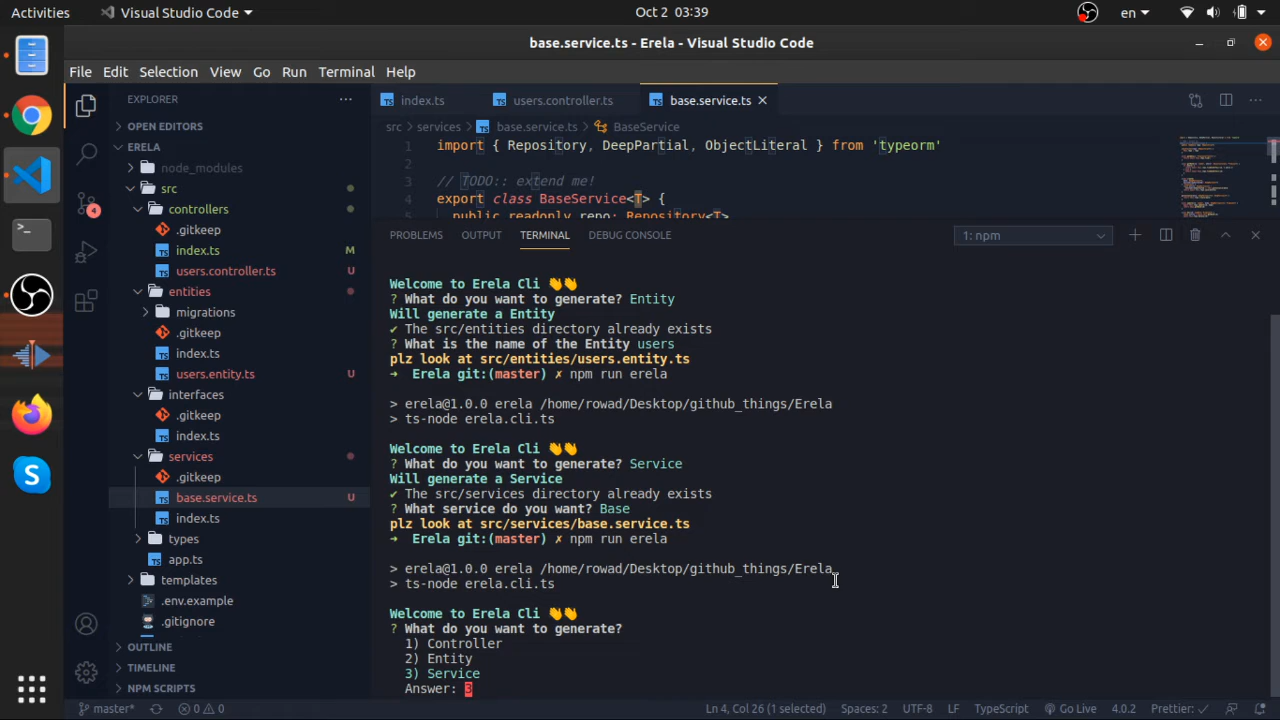 Activities
Visual Studio Code
Oct 2 03:39
en
base.service.ts - Erela - Visual Studio Code
File Edit Selection View Go Run Terminal Help
EXPLORER
OPEN EDITORS
ERELA
node_modules
src
controllers
.gitkeep
index.ts M
users.controller.ts U
entities
migrations
.gitkeep
index.ts
users.entity.ts U
interfaces
.gitkeep
index.ts
services
.gitkeep
base.service.ts U
index.ts
types
app.ts
templates
.env.example
.gitignore
OUTLINE
TIMELINE
NPM SCRIPTS
4
TS index.ts
TS users.controller.ts
TS base.service.ts
src > services > TS base.service.ts > BaseService
1 import { Repository, DeepPartial, ObjectLiteral } from 'typeorm'
2
3 // TODO:: extend me!
4 export class BaseService<T> {
5 public readonly repo: Repository<T>
PROBLEMS OUTPUT TERMINAL DEBUG CONSOLE
1: npm
Welcome to Erela Cli 👋👋
? What do you want to generate? Entity
Will generate a Entity
✔ The src/entities directory already exists
? What is the name of the Entity users
plz look at src/entities/users.entity.ts
➜ Erela git:(master) ✗ npm run erela
> erela@1.0.0 erela /home/rowad/Desktop/github_things/Erela
> ts-node erela.cli.ts
Welcome to Erela Cli 👋👋
? What do you want to generate? Service
Will generate a Service
✔ The src/services directory already exists
? What service do you want? Base
plz look at src/services/base.service.ts
➜ Erela git:(master) ✗ npm run erela
> erela@1.0.0 erela /home/rowad/Desktop/github_things/Erela
> ts-node erela.cli.ts
Welcome to Erela Cli 👋👋
? What do you want to generate?
1) Controller
2) Entity
3) Service
Answer: 3
master* 0 0
Ln 4, Col 26 (1 selected) Spaces: 2 UTF-8 LF TypeScript Go Live 4.0.2 Prettier: ✓